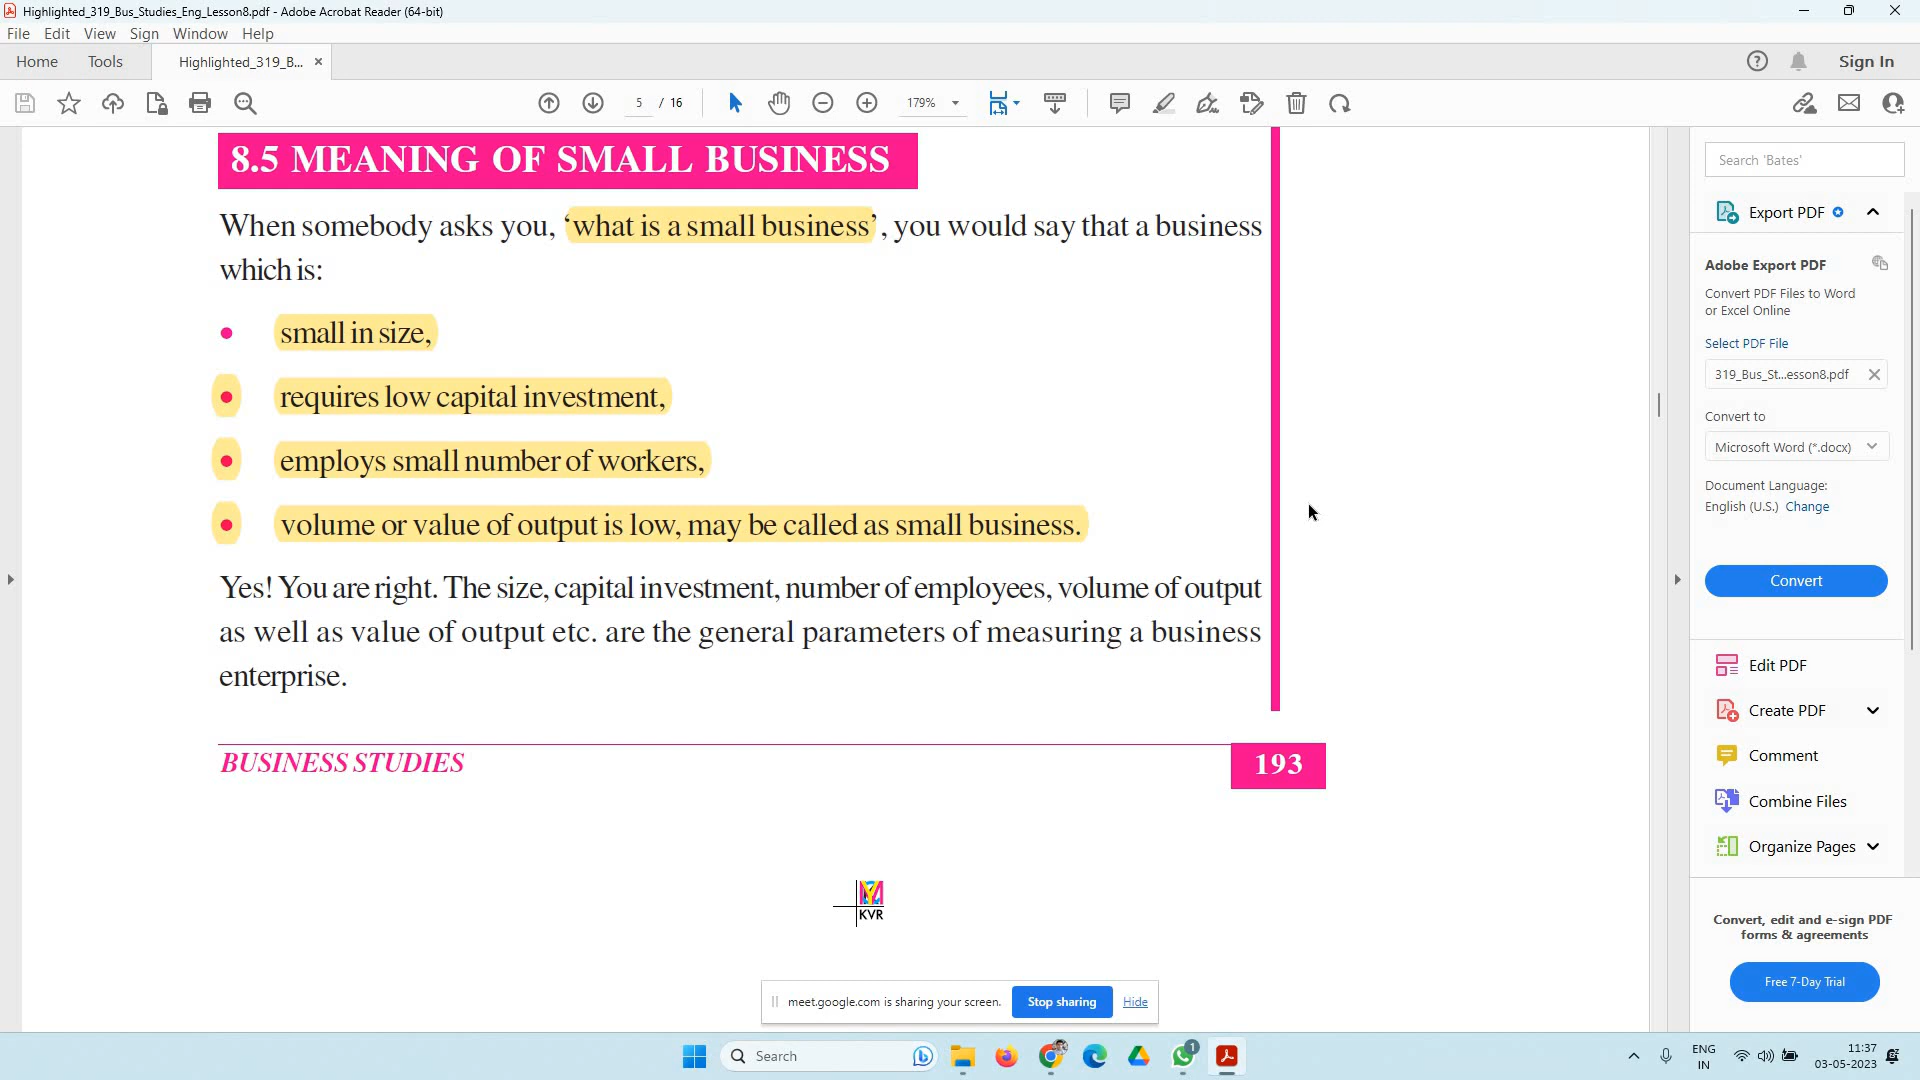 Highlighted_319_Bus_Studies_Eng_Lesson8.pdf - Adobe Acrobat Reader (64-bit)
File Edit View Sign Window Help
Home Tools Highlighted_319_B... Sign In
5 / 16 179%
8.5 MEANING OF SMALL BUSINESS
When somebody asks you, ‘what is a small business’, you would say that a business
which is:
• small in size,
• requires low capital investment,
• employs small number of workers,
• volume or value of output is low, may be called as small business.
Yes! You are right. The size, capital investment, number of employees, volume of output
as well as value of output etc. are the general parameters of measuring a business
enterprise.
BUSINESS STUDIES 193
KVR
Search 'Bates'
Export PDF
Adobe Export PDF
Convert PDF Files to Word
or Excel Online
Select PDF File
319_Bus_St...esson8.pdf
Convert to
Microsoft Word (*.docx)
Document Language:
English (U.S.) Change
Convert
Edit PDF
Create PDF
Comment
Combine Files
Organize Pages
Convert, edit and e-sign PDF
forms & agreements
Free 7-Day Trial
meet.google.com is sharing your screen. Stop sharing Hide
Search
1
ENG
IN
11:37
03-05-2023